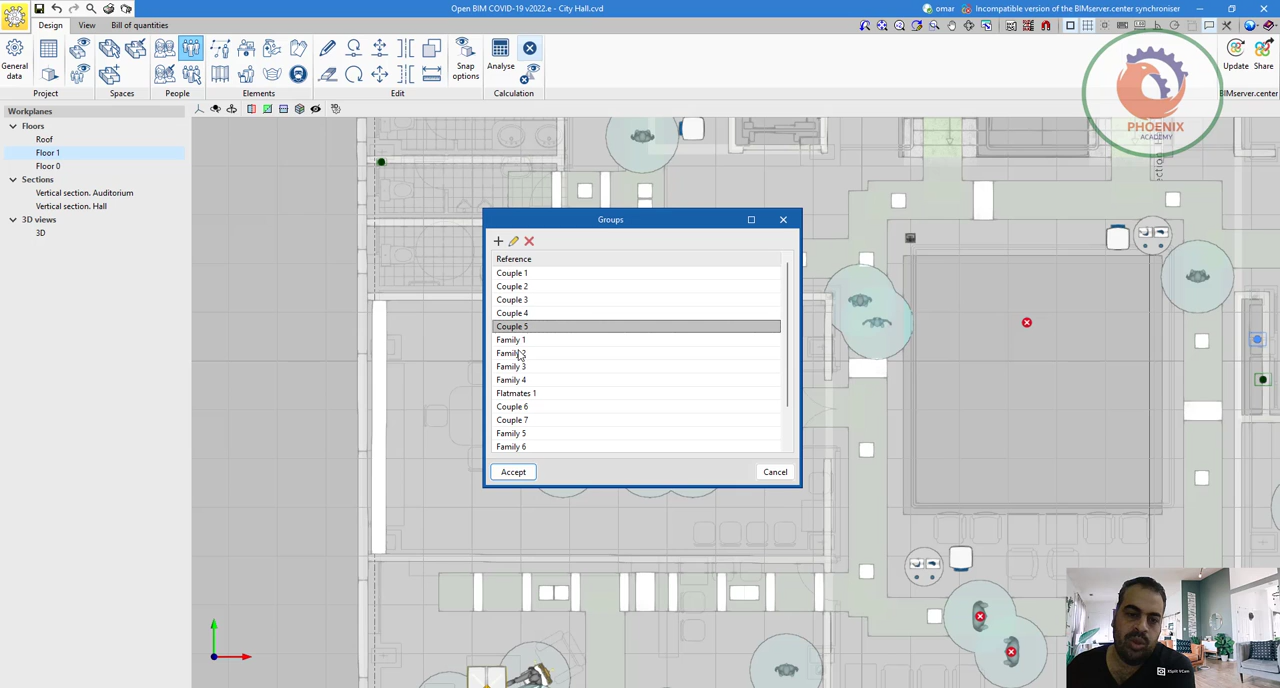 Open BIM COVID-19 v2022.e - City Hall.cvd
omar
Incompatible version of the BIMserver.center synchroniser
Design
View
Bill of quantities
General data
Snap options
Analyse
Update
Share
Project
Spaces
People
Elements
Edit
Calculation
BIMserver.center
PHOENIX
ACADEMY
Workplanes
Floors
Roof
Floor 1
Floor 0
Sections
Vertical section. Auditorium
Vertical section. Hall
3D views
3D
Groups
Reference
Couple 1
Couple 2
Couple 3
Couple 4
Couple 5
Family 1
Family 2
Family 3
Family 4
Flatmates 1
Couple 6
Couple 7
Family 5
Family 6
Accept
Cancel
XSplit VCam